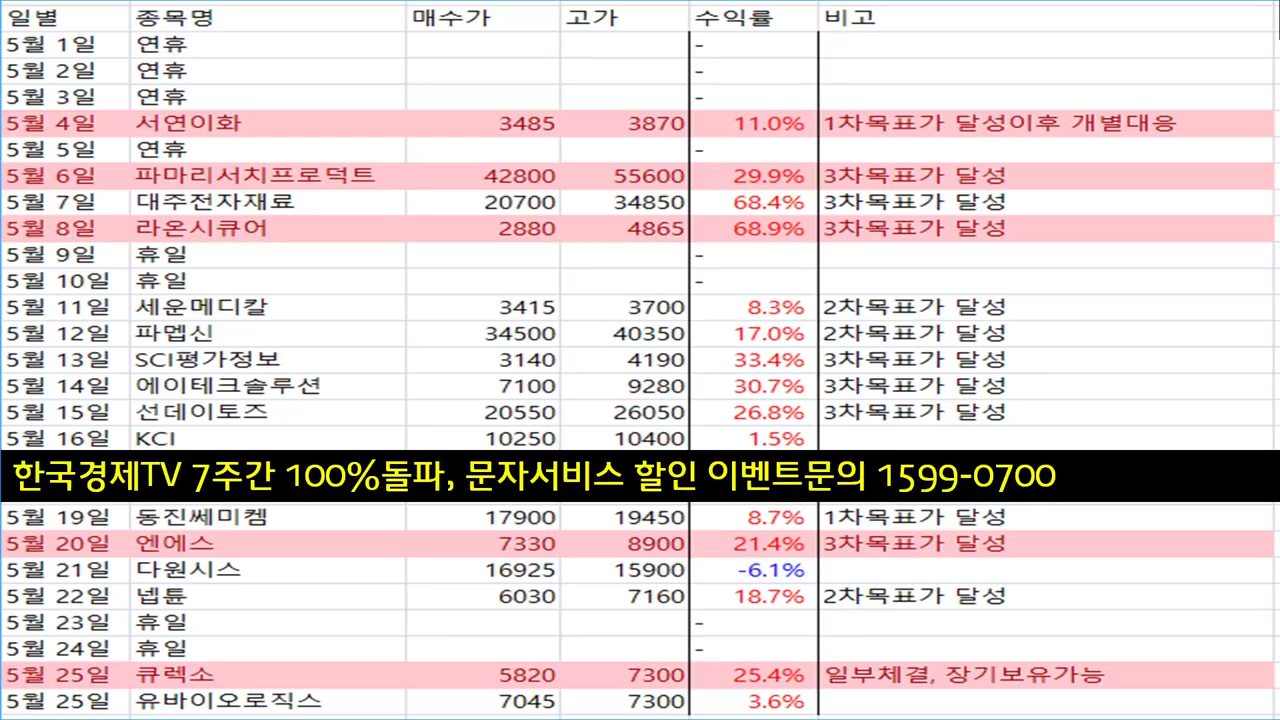 일별 종목명 매수가 고가 수익률 비고
5월 1일 연휴 -
5월 2일 연휴 -
5월 3일 연휴 -
5월 4일 서연이화 3485 3870 11.0% 1차목표가 달성이후 개별대응
5월 5일 연휴 -
5월 6일 파마리서치프로덕트 42800 55600 29.9% 3차목표가 달성
5월 7일 대주전자재료 20700 34850 68.4% 3차목표가 달성
5월 8일 라온시큐어 2880 4865 68.9% 3차목표가 달성
5월 9일 휴일 -
5월 10일 휴일 -
5월 11일 세운메디칼 3415 3700 8.3% 2차목표가 달성
5월 12일 파멥신 34500 40350 17.0% 2차목표가 달성
5월 13일 SCI평가정보 3140 4190 33.4% 3차목표가 달성
5월 14일 에이테크솔루션 7100 9280 30.7% 3차목표가 달성
5월 15일 선데이토즈 20550 26050 26.8% 3차목표가 달성
5월 16일 KCI 10250 10400 1.5%
한국경제TV 7주간 100%돌파, 문자서비스 할인 이벤트문의 1599-0700
5월 19일 동진쎄미켐 17900 19450 8.7% 1차목표가 달성
5월 20일 엔에스 7330 8900 21.4% 3차목표가 달성
5월 21일 다원시스 16925 15900 -6.1%
5월 22일 넵튠 6030 7160 18.7% 2차목표가 달성
5월 23일 휴일 -
5월 24일 휴일 -
5월 25일 큐렉소 5820 7300 25.4% 일부체결, 장기보유가능
5월 25일 유바이오로직스 7045 7300 3.6%